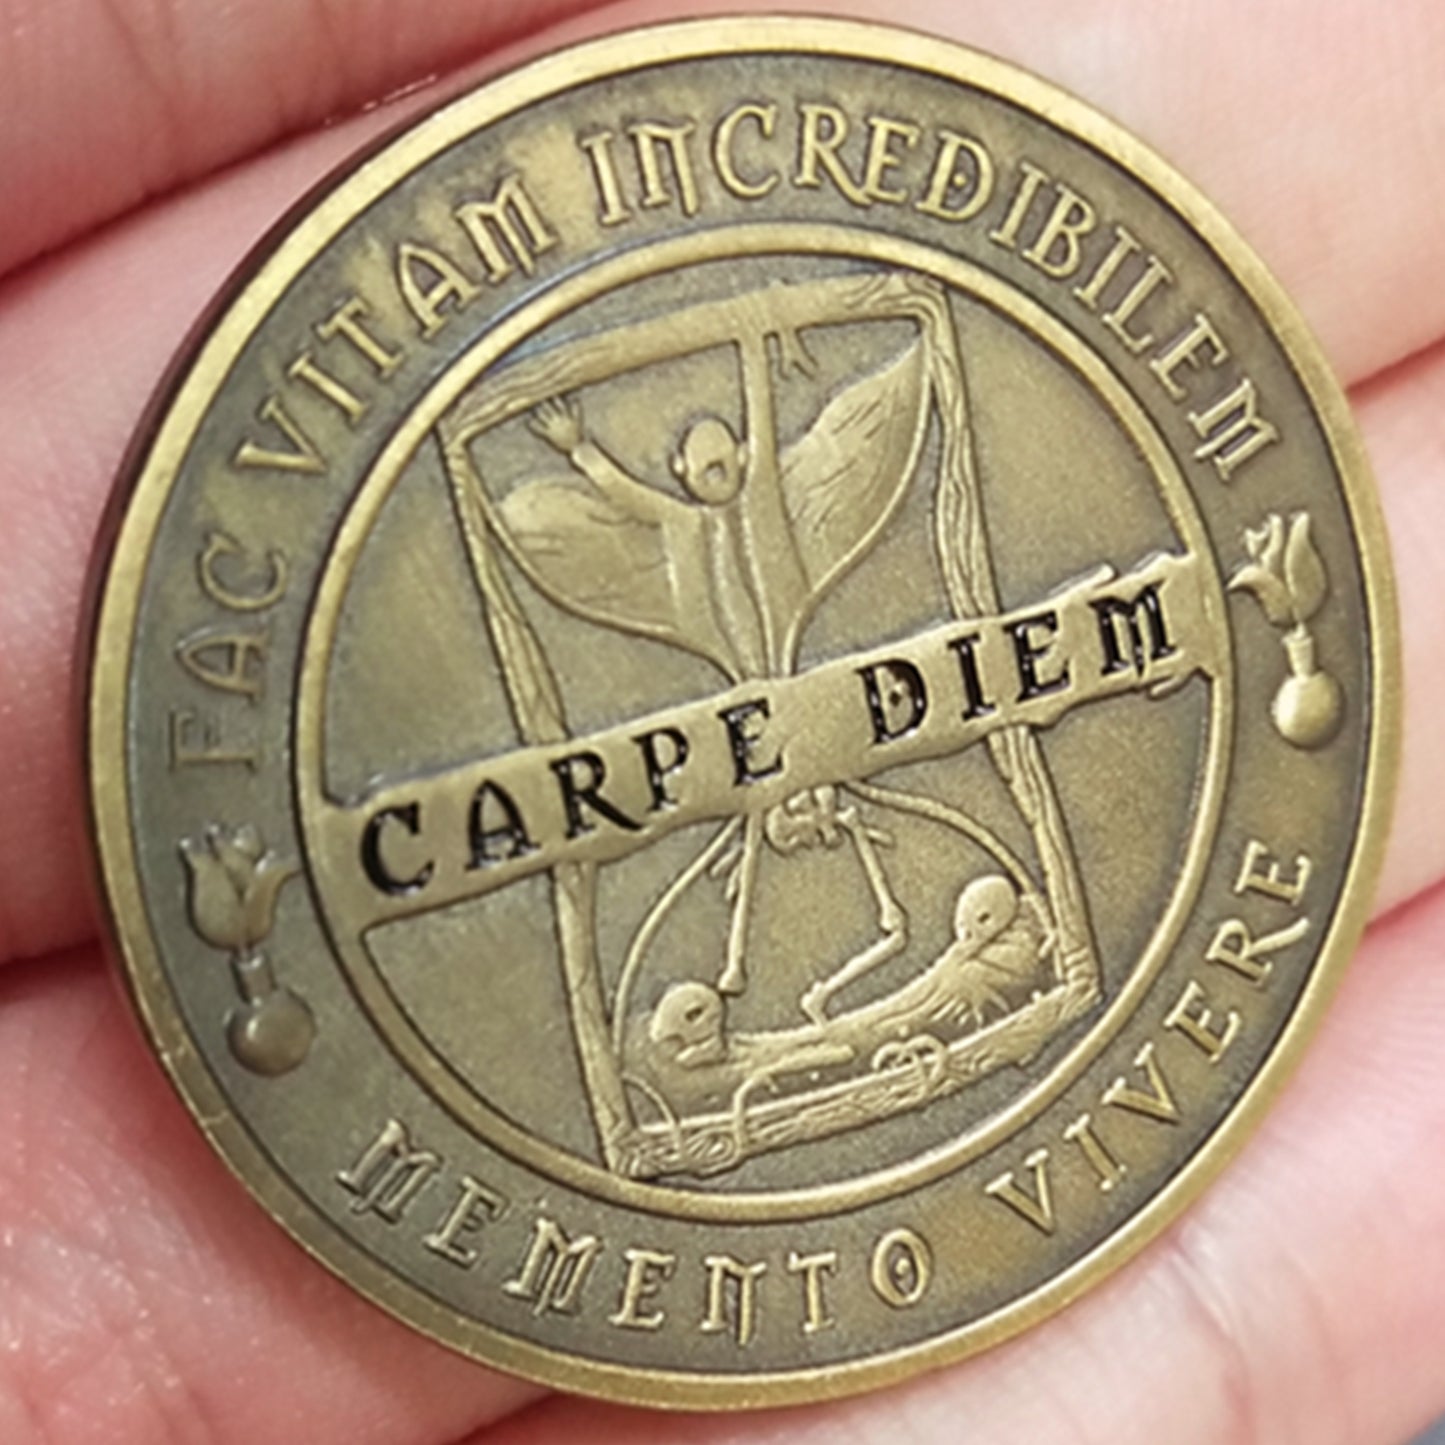 FAC VITAM INCREDIBILEM
CARPE DIEM
MEMENTO VIVERE